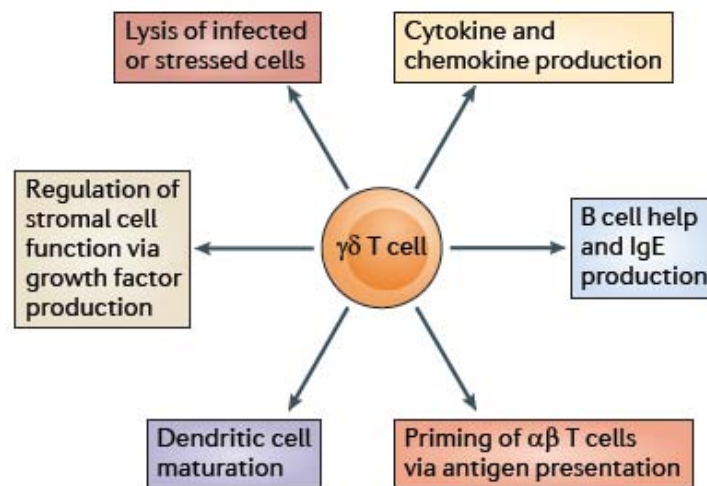 Lysis of infected
or stressed cells
Cytokine and
chemokine production
Regulation of
stromal cell
function via
growth factor
production
γδ T cell
B cell help
and IgE
production
Dendritic cell
maturation
Priming of αβ T cells
via antigen presentation